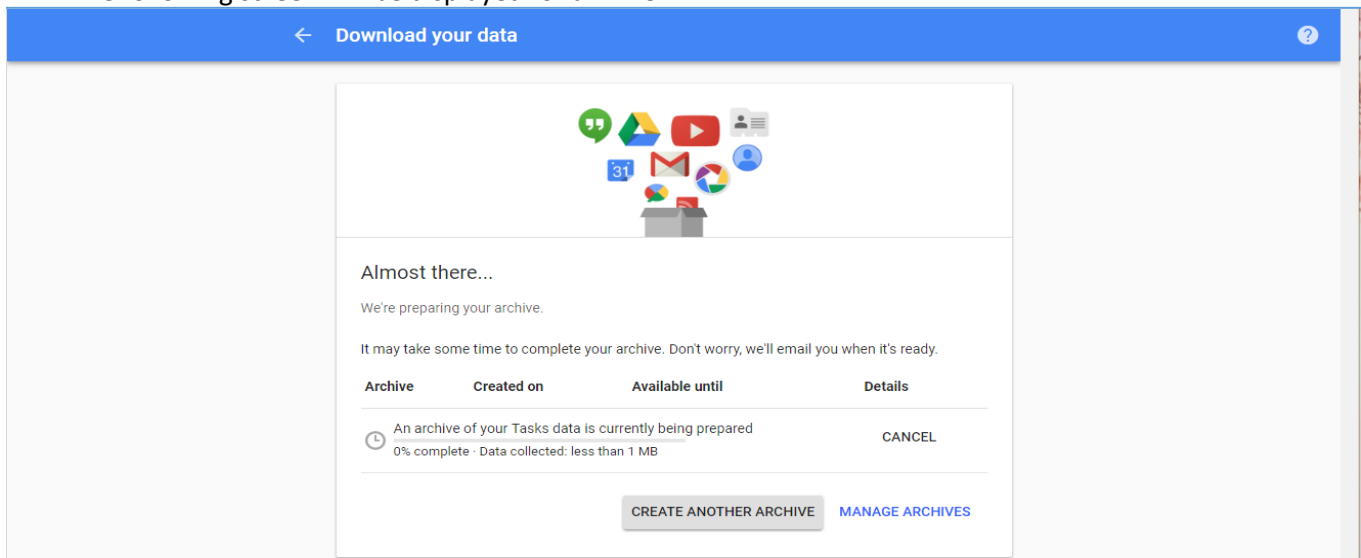 Download your data
?
31
Almost there...
We're preparing your archive.
It may take some time to complete your archive. Don't worry, we'll email you when it's ready.
Archive Created on Available until Details
An archive of your Tasks data is currently being prepared
CANCEL
0% complete · Data collected: less than 1 MB
CREATE ANOTHER ARCHIVE MANAGE ARCHIVES